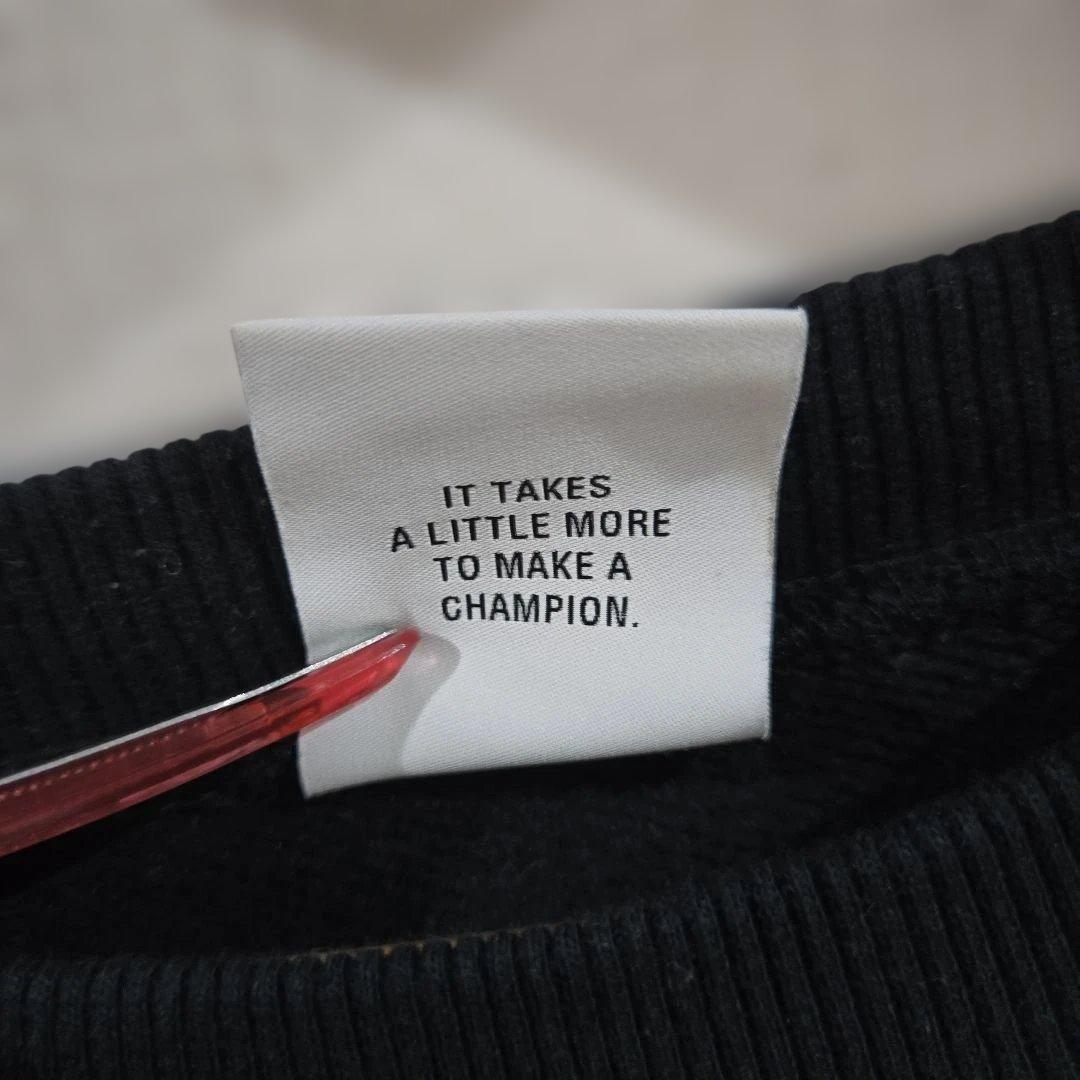 IT TAKES
A LITTLE MORE
TO MAKE A
CHAMPION.